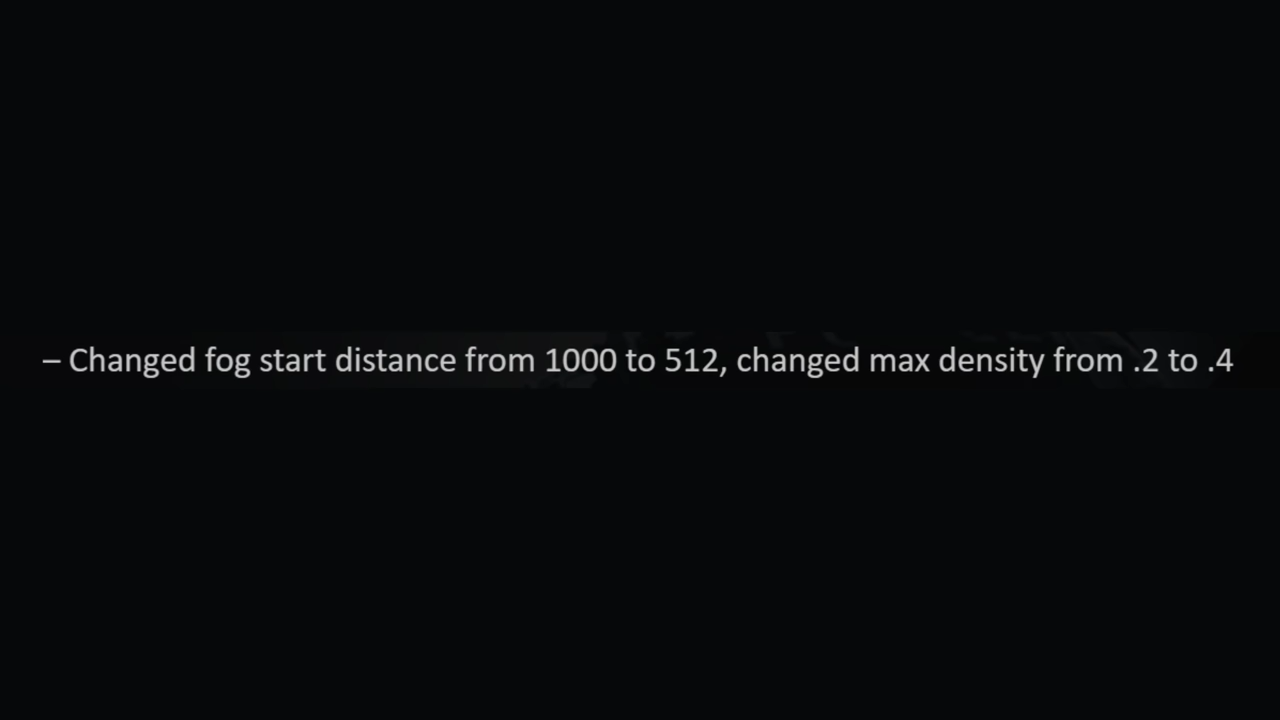 – Changed fog start distance from 1000 to 512, changed max density from .2 to .4